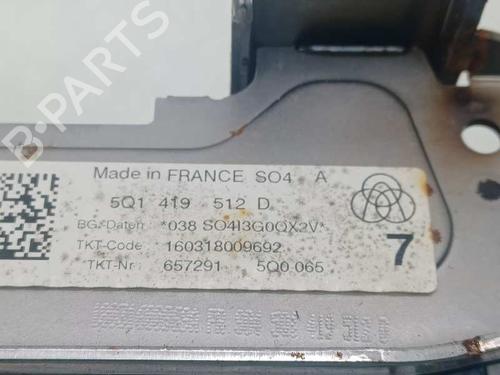 Made in FRANCE SO4 A
5Q1 419 512 D
BG.-Daten *038 SO4I3G0QX2V*
TKT-Code 160318009692
TKT-Nr. 657291 5Q0 065
7
B-PARTS